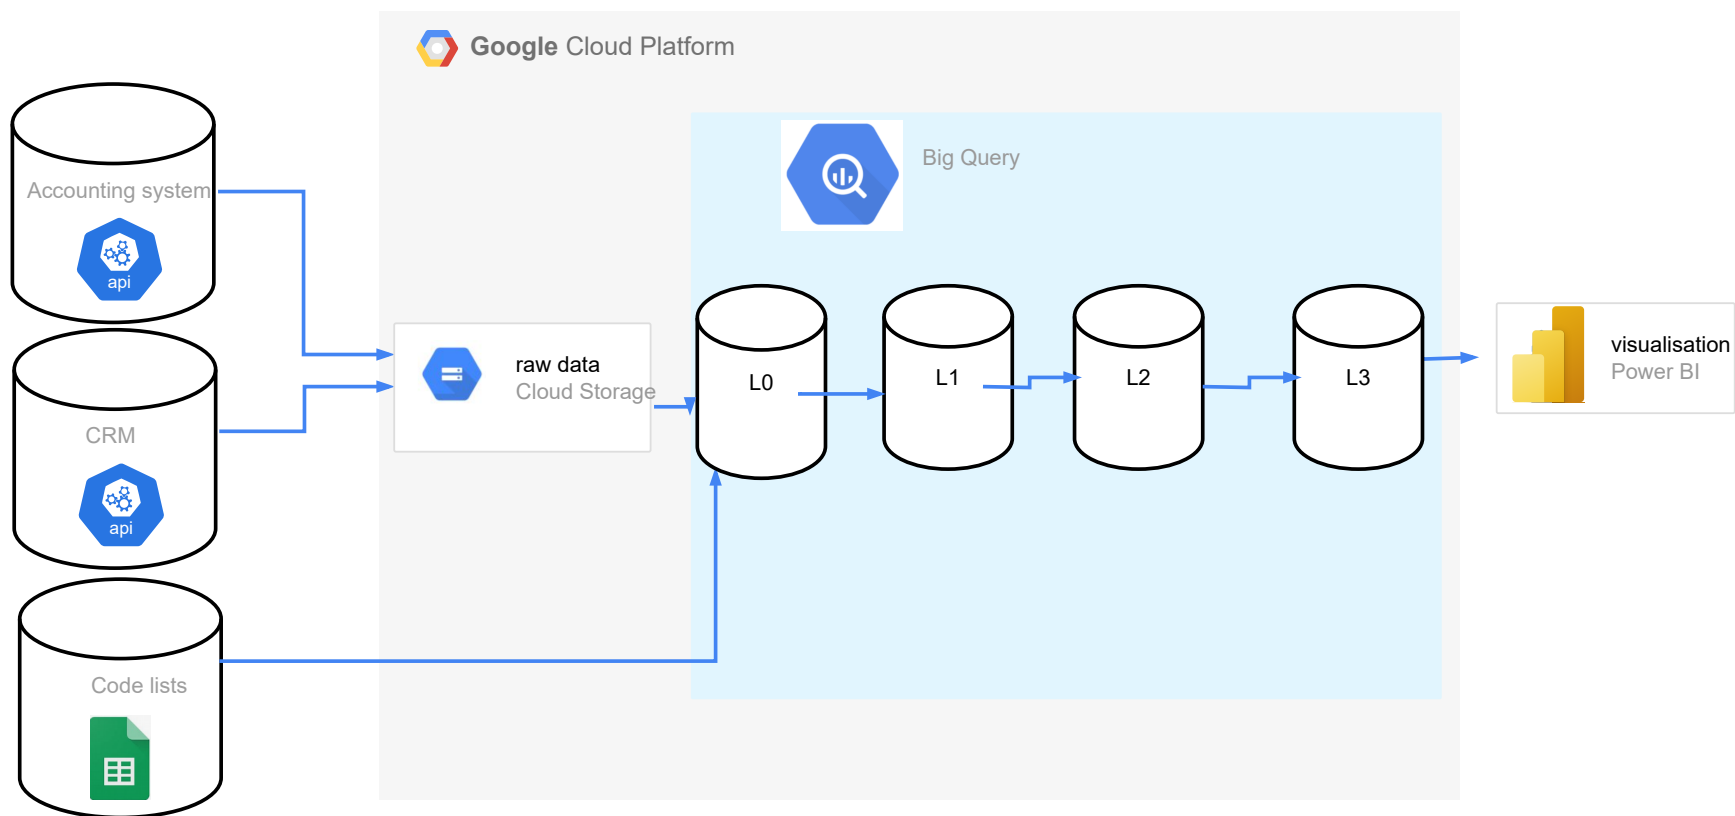 Google Cloud Platform
Big Query
Accounting system
api
CRM
api
Code lists
raw data
Cloud Storage
L0
L1
L2
L3
visualisation
Power BI